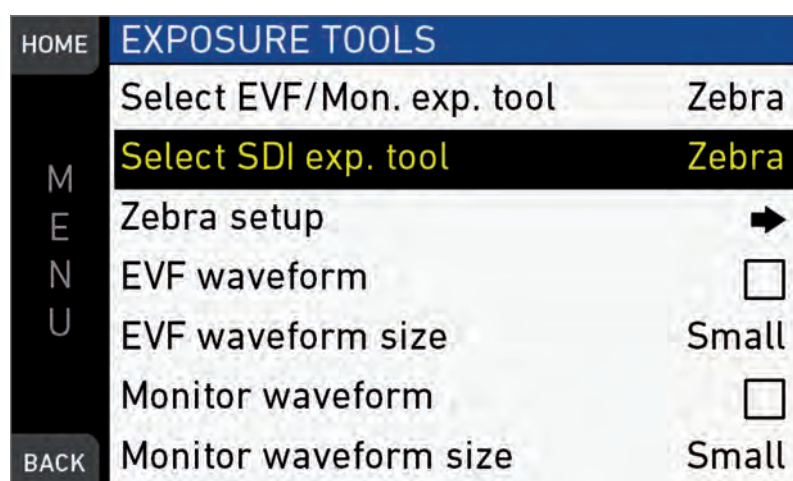 HOME EXPOSURE TOOLS
Select EVF/Mon. exp. tool Zebra
Select SDI exp. tool Zebra
Zebra setup
EVF waveform
EVF waveform size Small
Monitor waveform
Monitor waveform size Small
MENU
BACK